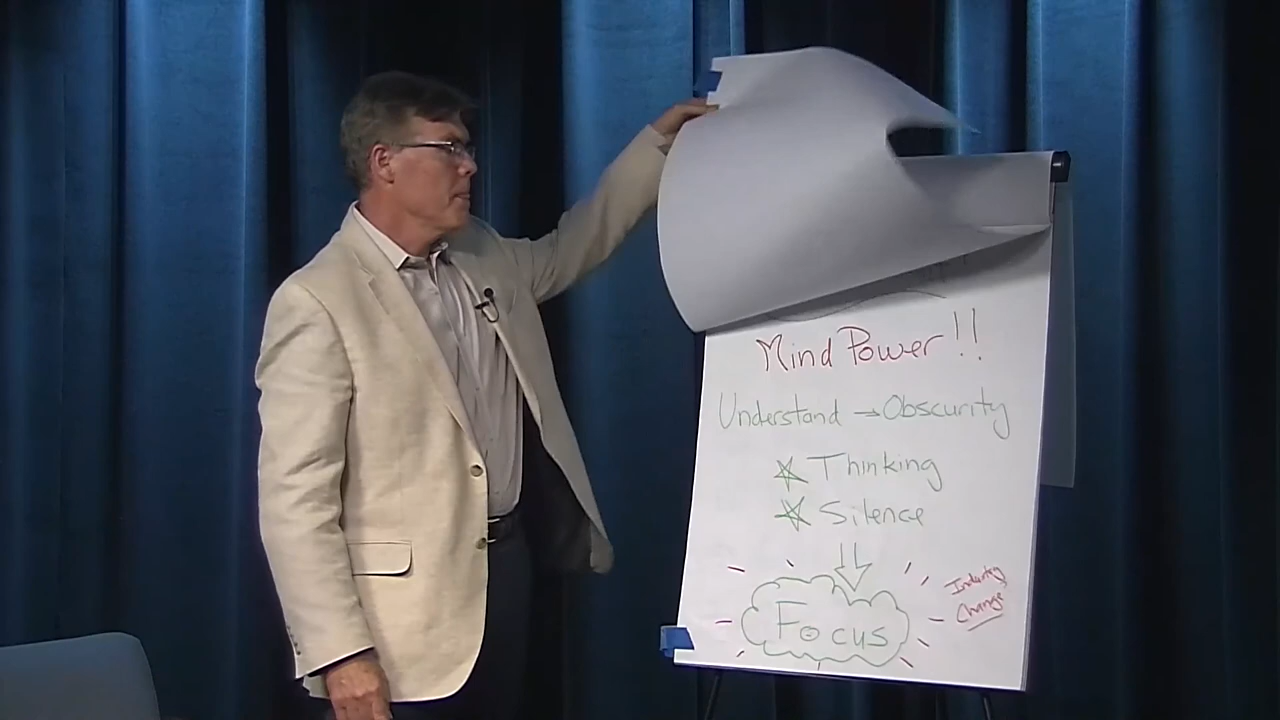 Mind Power!!
Understand → Obscurity
Thinking
Silence
Focus
Industry
Change